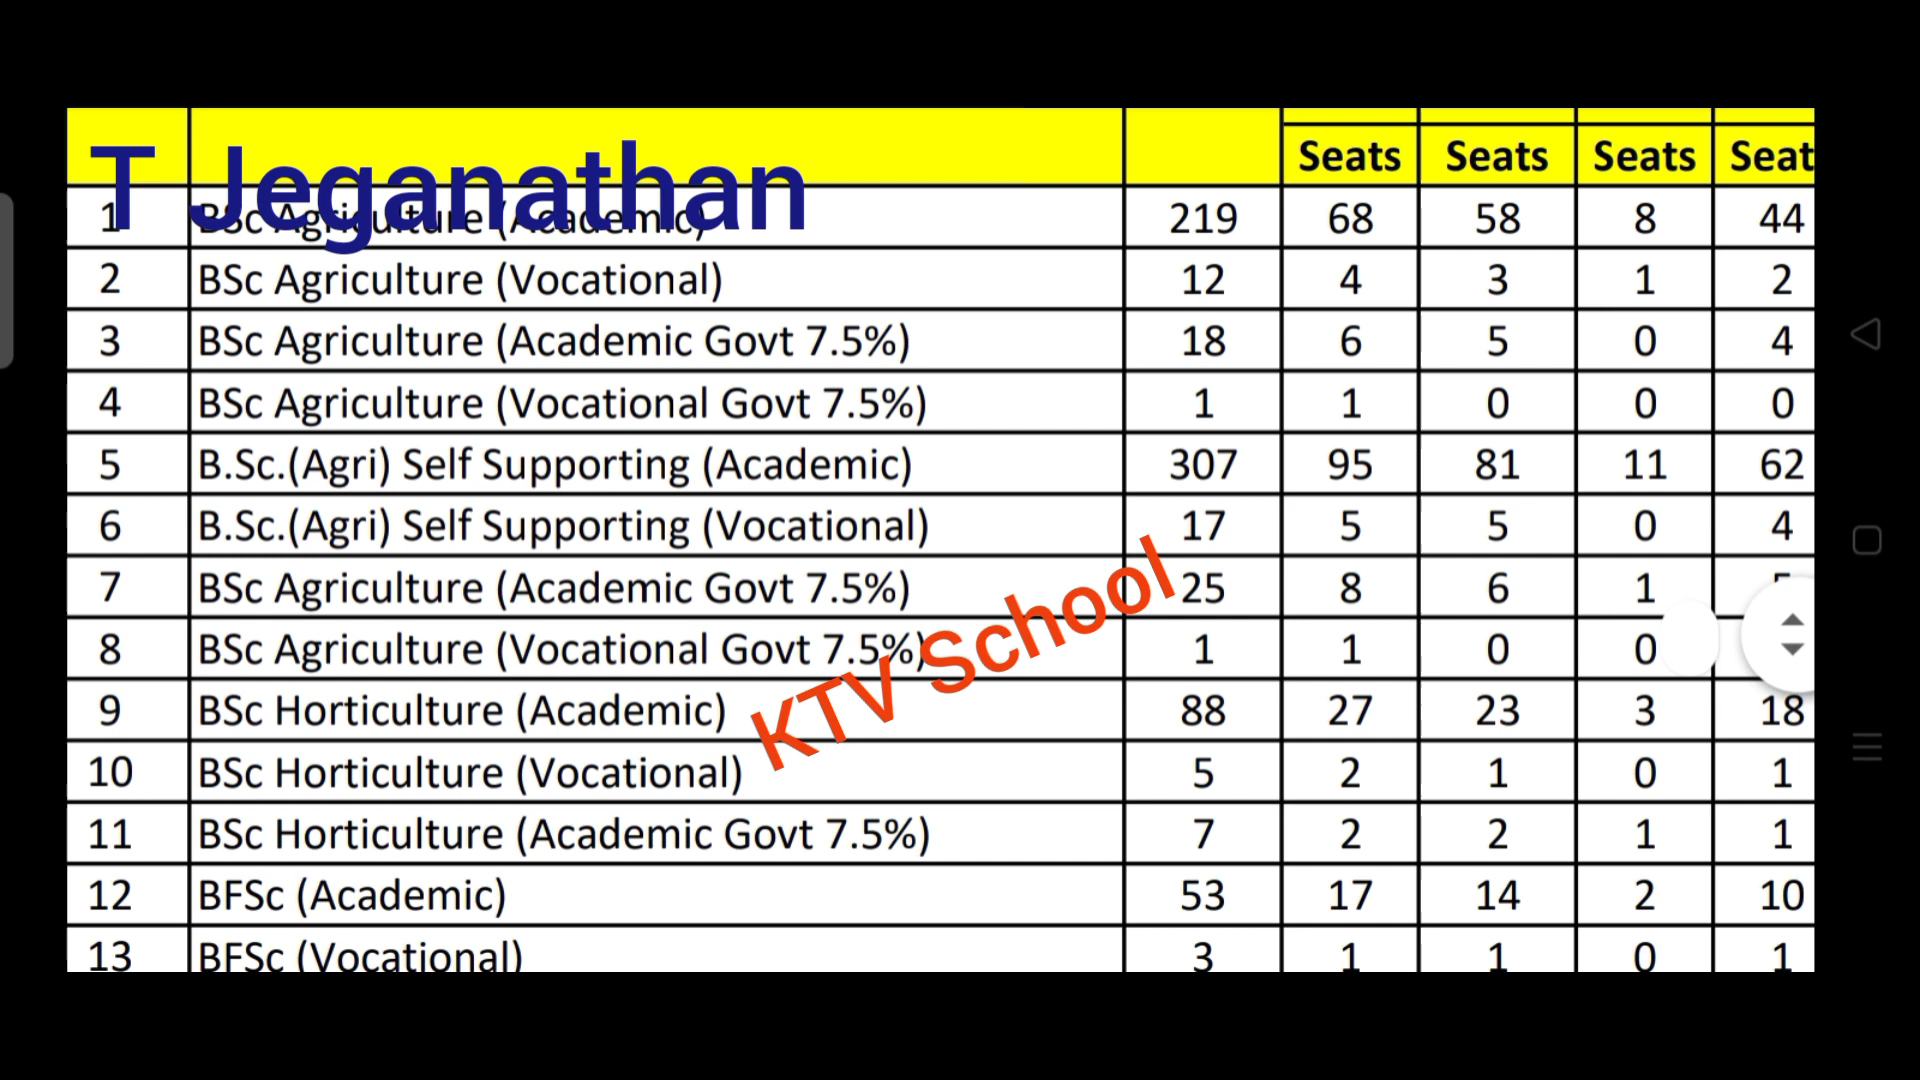 T Jeganathan
Seats Seats Seats Seat
1 BSc Agriculture (Academic) 219 68 58 8 44
2 BSc Agriculture (Vocational) 12 4 3 1 2
3 BSc Agriculture (Academic Govt 7.5%) 18 6 5 0 4
4 BSc Agriculture (Vocational Govt 7.5%) 1 1 0 0 0
5 B.Sc.(Agri) Self Supporting (Academic) 307 95 81 11 62
6 B.Sc.(Agri) Self Supporting (Vocational) 17 5 5 0 4
7 BSc Agriculture (Academic Govt 7.5%) 25 8 6 1
8 BSc Agriculture (Vocational Govt 7.5%) 1 1 0 0
KTV School
9 BSc Horticulture (Academic) 88 27 23 3 18
10 BSc Horticulture (Vocational) 5 2 1 0 1
11 BSc Horticulture (Academic Govt 7.5%) 7 2 2 1 1
12 BFSc (Academic) 53 17 14 2 10
13 BFSc (Vocational) 3 1 1 0 1